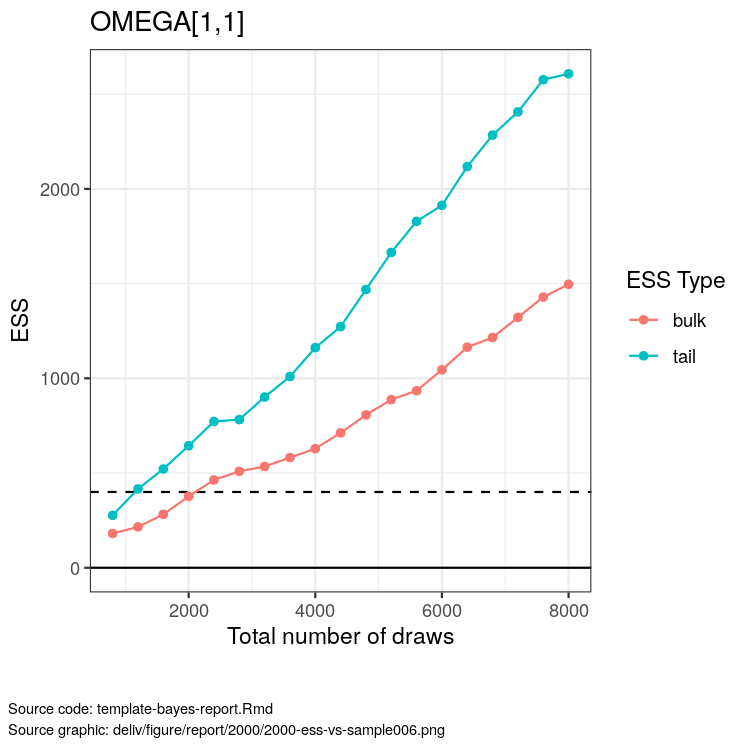 OMEGA[1,1]
ESS
2000
1000
0
2000 4000 6000 8000
Total number of draws
ESS Type
bulk
tail
Source code: template-bayes-report.Rmd
Source graphic: deliv/figure/report/2000/2000-ess-vs-sample006.png